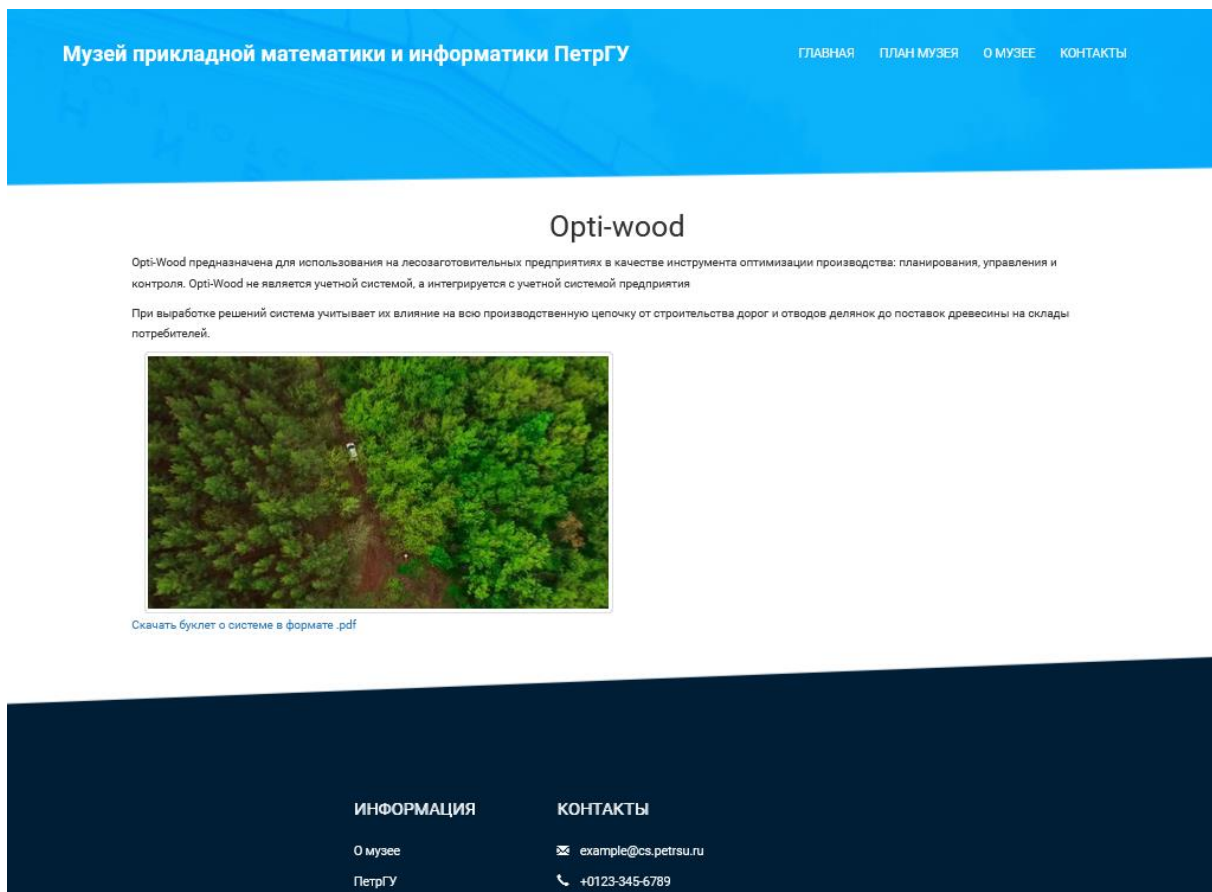 Музей прикладной математики и информатики ПетрГУ
ГЛАВНАЯ ПЛАН МУЗЕЯ О МУЗЕЕ КОНТАКТЫ
Opti-wood
Opti-Wood предназначена для использования на лесозаготовительных предприятиях в качестве инструмента оптимизации производства: планирования, управления и
контроля. Opti-Wood не является учетной системой, а интегрируется с учетной системой предприятия
При выработке решений система учитывает их влияние на всю производственную цепочку от строительства дорог и отводов делянок до поставок древесины на склады
потребителей.
Скачать буклет о системе в формате .pdf
ИНФОРМАЦИЯ
О музее
ПетрГУ
КОНТАКТЫ
example@cs.petrsu.ru
+0123-345-6789